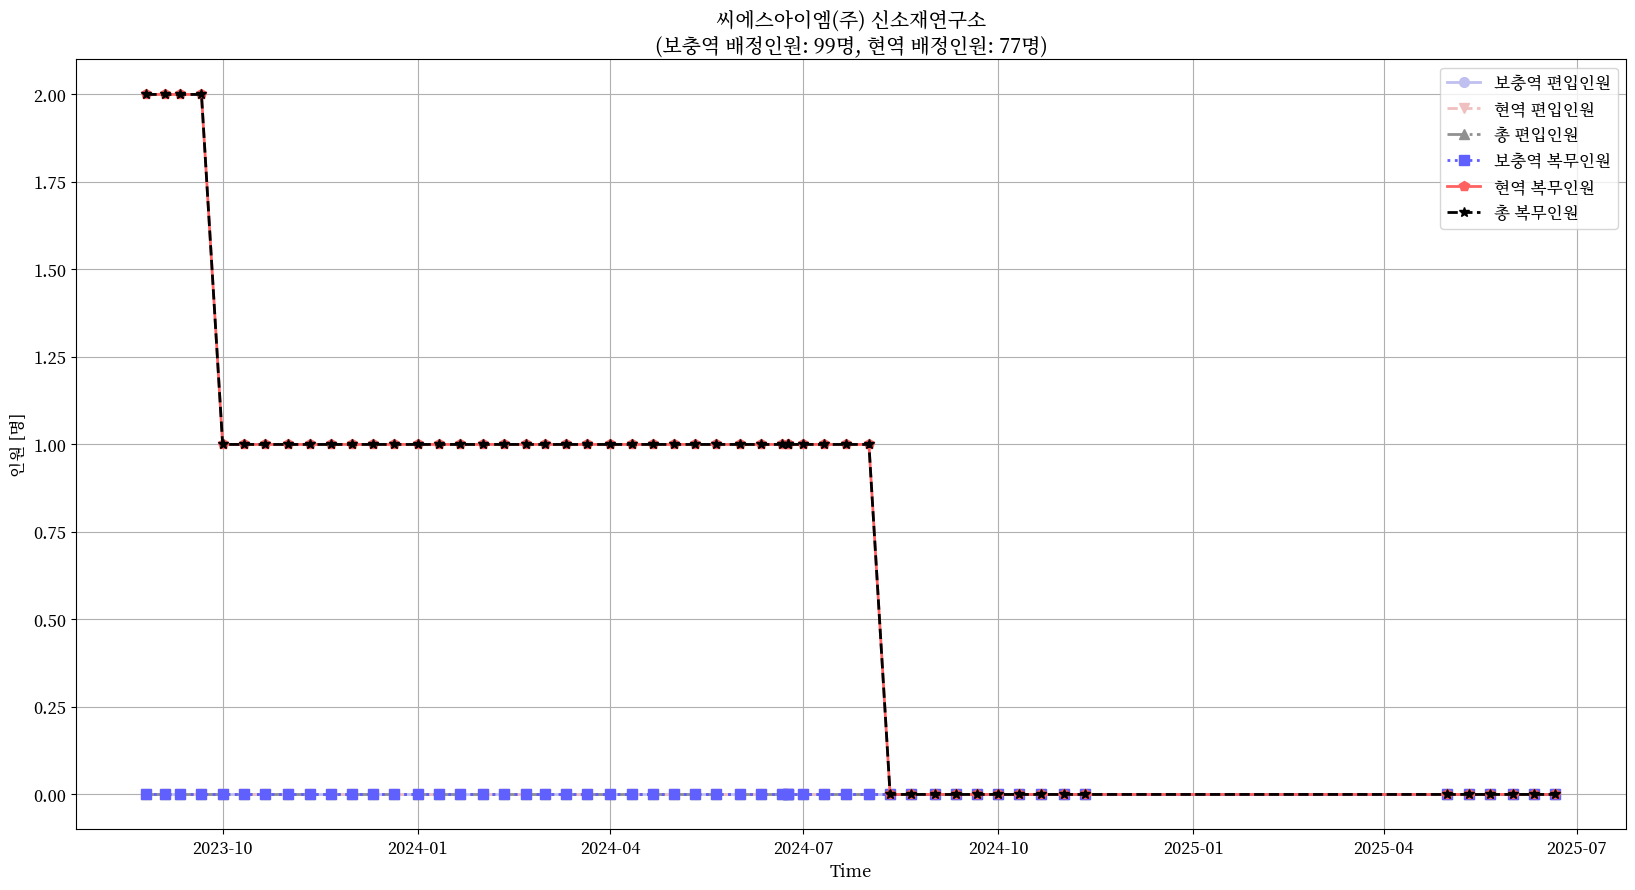 씨에스아이엠(주) 신소재연구소
(보충역 배정인원: 99명, 현역 배정인원: 77명)
보충역 편입인원
현역 편입인원
총 편입인원
보충역 복무인원
현역 복무인원
총 복무인원
인원 [명]
2.00
1.75
1.50
1.25
1.00
0.75
0.50
0.25
0.00
2023-10
2024-01
2024-04
2024-07
2024-10
2025-01
2025-04
2025-07
Time